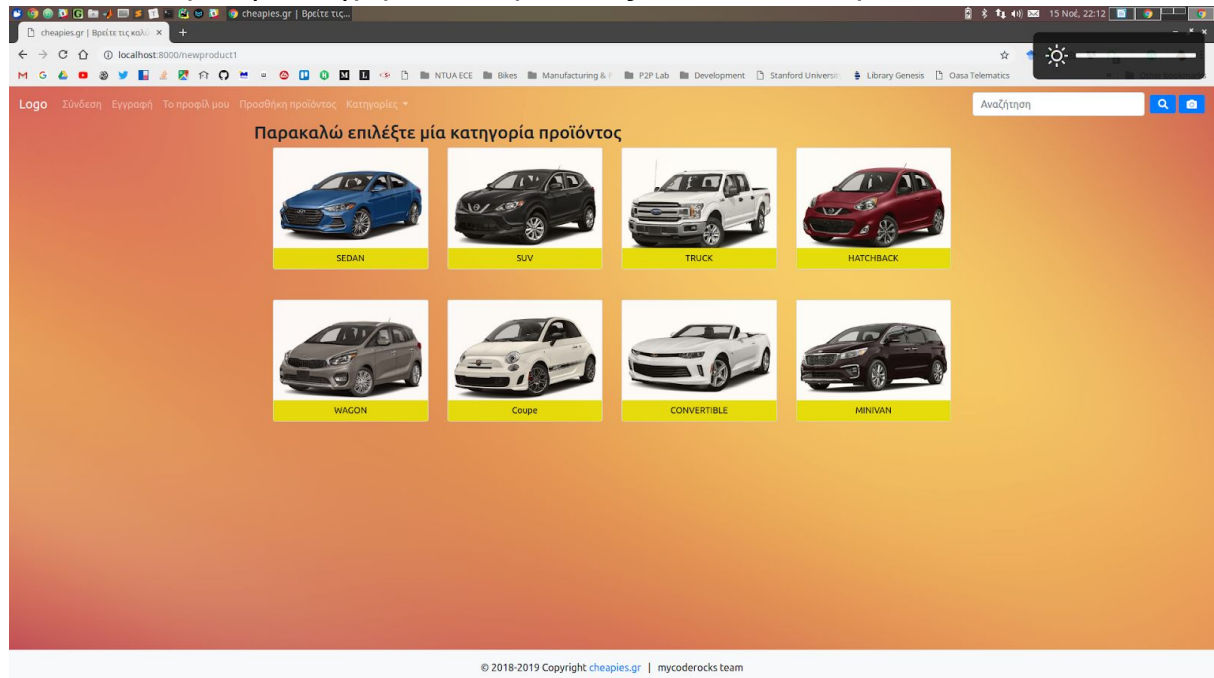 cheapies.gr | Βρείτε τις...
15 Νοέ, 22:12
cheapies.gr | Βρείτε τις καλύ
localhost:8000/newproduct1
NTUA ECE Bikes Manufacturing & P2P Lab Development Stanford Universit Library Genesis Oasa Telematics
Other bookmarks
Logo Σύνδεση Εγγραφή Το προφίλ μου Προσθήκη προϊόντος Κατηγορίες
Αναζήτηση
Παρακαλώ επιλέξτε μία κατηγορία προϊόντος
SEDAN SUV TRUCK HATCHBACK
WAGON Coupe CONVERTIBLE MINIVAN
© 2018-2019 Copyright cheapies.gr | mycoderocks team